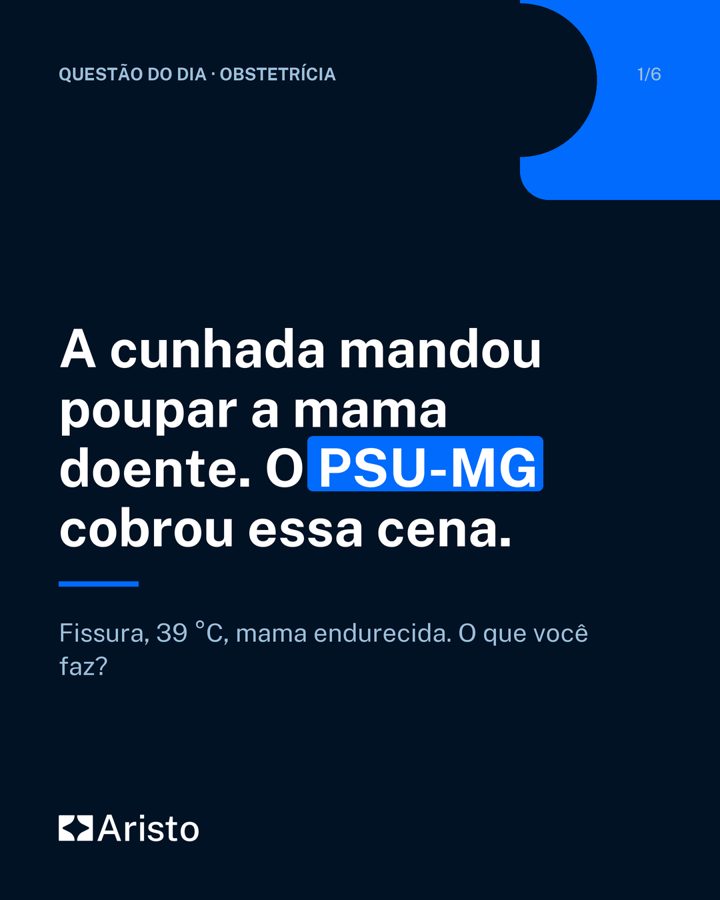 QUESTÃO DO DIA · OBSTETRÍCIA
1/6
A cunhada mandou
poupar a mama
doente. O PSU-MG
cobrou essa cena.
Fissura, 39 °C, mama endurecida. O que você
faz?
Aristo